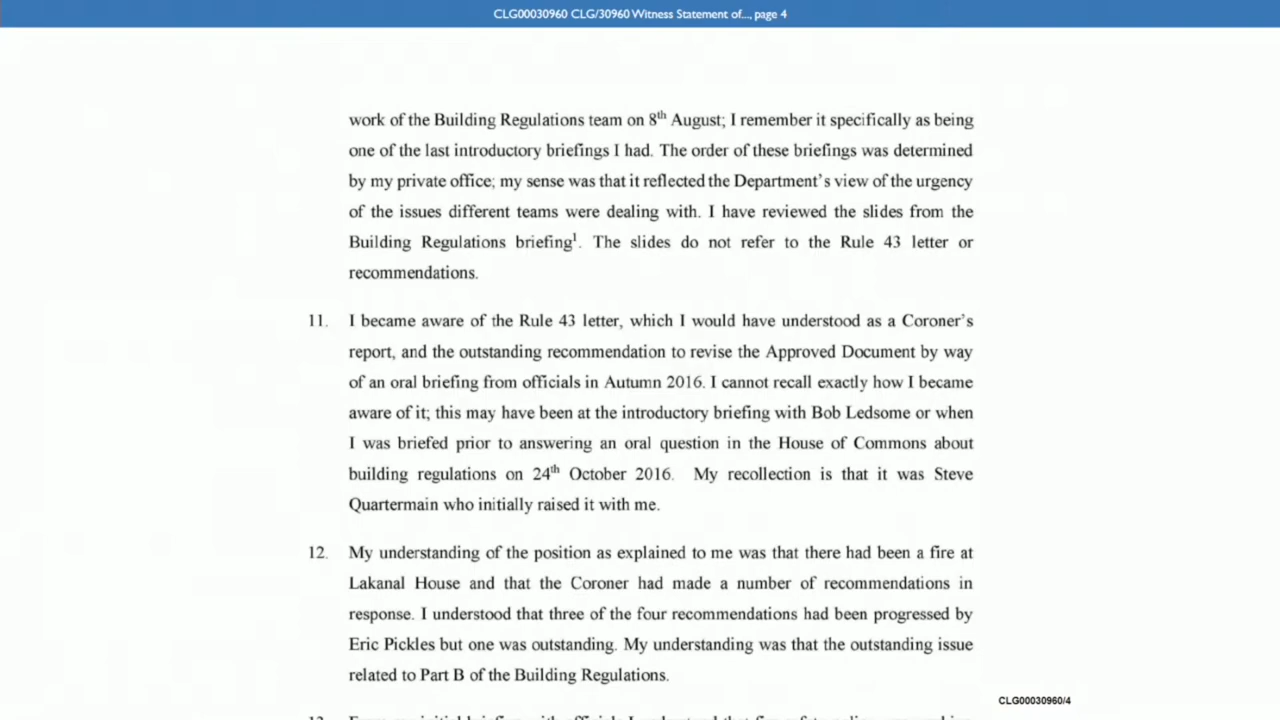 CLG00030960 CLG/30960 Witness Statement of..., page 4
work of the Building Regulations team on 8th August; I remember it specifically as being
one of the last introductory briefings I had. The order of these briefings was determined
by my private office; my sense was that it reflected the Department's view of the urgency
of the issues different teams were dealing with. I have reviewed the slides from the
Building Regulations briefing1. The slides do not refer to the Rule 43 letter or
recommendations.
11. I became aware of the Rule 43 letter, which I would have understood as a Coroner's
report, and the outstanding recommendation to revise the Approved Document by way
of an oral briefing from officials in Autumn 2016. I cannot recall exactly how I became
aware of it; this may have been at the introductory briefing with Bob Ledsome or when
I was briefed prior to answering an oral question in the House of Commons about
building regulations on 24th October 2016. My recollection is that it was Steve
Quartermain who initially raised it with me.
12. My understanding of the position as explained to me was that there had been a fire at
Lakanal House and that the Coroner had made a number of recommendations in
response. I understood that three of the four recommendations had been progressed by
Eric Pickles but one was outstanding. My understanding was that the outstanding issue
related to Part B of the Building Regulations.
CLG00030960/4